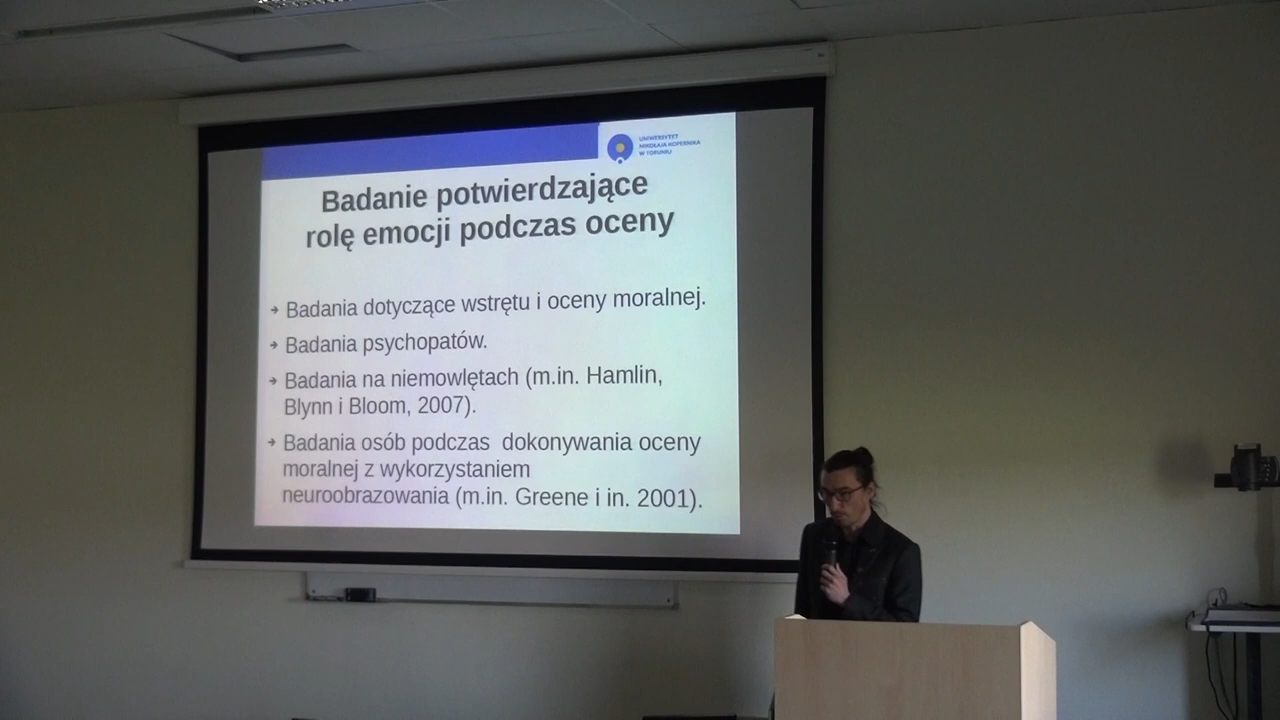 UNIWERSYTET
MIKOŁAJA KOPERNIKA
W TORUNIU
Badanie potwierdzające
rolę emocji podczas oceny
Badania dotyczące wstrętu i oceny moralnej.
Badania psychopatów.
Badania na niemowlętach (m.in. Hamlin,
Blynn i Bloom, 2007).
Badania osób podczas dokonywania oceny
moralnej z wykorzystaniem
neuroobrazowania (m.in. Greene i in. 2001).